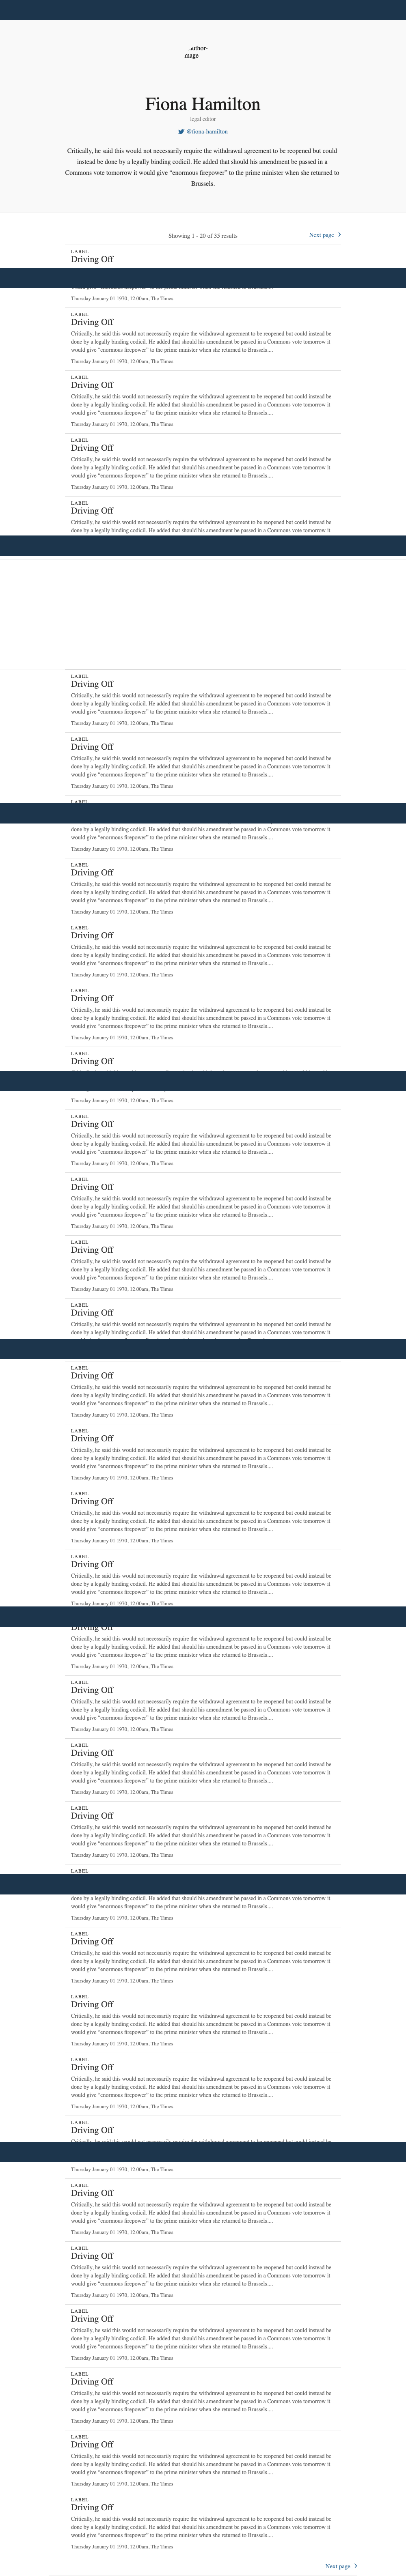 uthor-
mage
Fiona Hamilton
legal editor
@fiona-hamilton
Critically, he said this would not necessarily require the withdrawal agreement to be reopened but could
instead be done by a legally binding codicil. He added that should his amendment be passed in a
Commons vote tomorrow it would give “enormous firepower” to the prime minister when she returned to
Brussels.
Showing 1 - 20 of 35 results
Next page
LABEL
Driving Off
Thursday January 01 1970, 12.00am, The Times
LABEL
Driving Off
Critically, he said this would not necessarily require the withdrawal agreement to be reopened but could instead be
done by a legally binding codicil. He added that should his amendment be passed in a Commons vote tomorrow it
would give “enormous firepower” to the prime minister when she returned to Brussels....
Thursday January 01 1970, 12.00am, The Times
LABEL
Driving Off
Critically, he said this would not necessarily require the withdrawal agreement to be reopened but could instead be
done by a legally binding codicil. He added that should his amendment be passed in a Commons vote tomorrow it
would give “enormous firepower” to the prime minister when she returned to Brussels....
Thursday January 01 1970, 12.00am, The Times
LABEL
Driving Off
Critically, he said this would not necessarily require the withdrawal agreement to be reopened but could instead be
done by a legally binding codicil. He added that should his amendment be passed in a Commons vote tomorrow it
would give “enormous firepower” to the prime minister when she returned to Brussels....
Thursday January 01 1970, 12.00am, The Times
LABEL
Driving Off
Critically, he said this would not necessarily require the withdrawal agreement to be reopened but could instead be
done by a legally binding codicil. He added that should his amendment be passed in a Commons vote tomorrow it
LABEL
Driving Off
Critically, he said this would not necessarily require the withdrawal agreement to be reopened but could instead be
done by a legally binding codicil. He added that should his amendment be passed in a Commons vote tomorrow it
would give “enormous firepower” to the prime minister when she returned to Brussels....
Thursday January 01 1970, 12.00am, The Times
LABEL
Driving Off
Critically, he said this would not necessarily require the withdrawal agreement to be reopened but could instead be
done by a legally binding codicil. He added that should his amendment be passed in a Commons vote tomorrow it
would give “enormous firepower” to the prime minister when she returned to Brussels....
Thursday January 01 1970, 12.00am, The Times
LABEL
done by a legally binding codicil. He added that should his amendment be passed in a Commons vote tomorrow it
would give “enormous firepower” to the prime minister when she returned to Brussels....
Thursday January 01 1970, 12.00am, The Times
LABEL
Driving Off
Critically, he said this would not necessarily require the withdrawal agreement to be reopened but could instead be
done by a legally binding codicil. He added that should his amendment be passed in a Commons vote tomorrow it
would give “enormous firepower” to the prime minister when she returned to Brussels....
Thursday January 01 1970, 12.00am, The Times
LABEL
Driving Off
Critically, he said this would not necessarily require the withdrawal agreement to be reopened but could instead be
done by a legally binding codicil. He added that should his amendment be passed in a Commons vote tomorrow it
would give “enormous firepower” to the prime minister when she returned to Brussels....
Thursday January 01 1970, 12.00am, The Times
LABEL
Driving Off
Critically, he said this would not necessarily require the withdrawal agreement to be reopened but could instead be
done by a legally binding codicil. He added that should his amendment be passed in a Commons vote tomorrow it
would give “enormous firepower” to the prime minister when she returned to Brussels....
Thursday January 01 1970, 12.00am, The Times
LABEL
Driving Off
Thursday January 01 1970, 12.00am, The Times
LABEL
Driving Off
Critically, he said this would not necessarily require the withdrawal agreement to be reopened but could instead be
done by a legally binding codicil. He added that should his amendment be passed in a Commons vote tomorrow it
would give “enormous firepower” to the prime minister when she returned to Brussels....
Thursday January 01 1970, 12.00am, The Times
LABEL
Driving Off
Critically, he said this would not necessarily require the withdrawal agreement to be reopened but could instead be
done by a legally binding codicil. He added that should his amendment be passed in a Commons vote tomorrow it
would give “enormous firepower” to the prime minister when she returned to Brussels....
Thursday January 01 1970, 12.00am, The Times
LABEL
Driving Off
Critically, he said this would not necessarily require the withdrawal agreement to be reopened but could instead be
done by a legally binding codicil. He added that should his amendment be passed in a Commons vote tomorrow it
would give “enormous firepower” to the prime minister when she returned to Brussels....
Thursday January 01 1970, 12.00am, The Times
LABEL
Driving Off
Critically, he said this would not necessarily require the withdrawal agreement to be reopened but could instead be
done by a legally binding codicil. He added that should his amendment be passed in a Commons vote tomorrow it
LABEL
Driving Off
Critically, he said this would not necessarily require the withdrawal agreement to be reopened but could instead be
done by a legally binding codicil. He added that should his amendment be passed in a Commons vote tomorrow it
would give “enormous firepower” to the prime minister when she returned to Brussels....
Thursday January 01 1970, 12.00am, The Times
LABEL
Driving Off
Critically, he said this would not necessarily require the withdrawal agreement to be reopened but could instead be
done by a legally binding codicil. He added that should his amendment be passed in a Commons vote tomorrow it
would give “enormous firepower” to the prime minister when she returned to Brussels....
Thursday January 01 1970, 12.00am, The Times
LABEL
Driving Off
Critically, he said this would not necessarily require the withdrawal agreement to be reopened but could instead be
done by a legally binding codicil. He added that should his amendment be passed in a Commons vote tomorrow it
would give “enormous firepower” to the prime minister when she returned to Brussels....
Thursday January 01 1970, 12.00am, The Times
LABEL
Driving Off
Critically, he said this would not necessarily require the withdrawal agreement to be reopened but could instead be
done by a legally binding codicil. He added that should his amendment be passed in a Commons vote tomorrow it
would give “enormous firepower” to the prime minister when she returned to Brussels....
Thursday January 01 1970, 12.00am, The Times
Driving Off
Critically, he said this would not necessarily require the withdrawal agreement to be reopened but could instead be
done by a legally binding codicil. He added that should his amendment be passed in a Commons vote tomorrow it
would give “enormous firepower” to the prime minister when she returned to Brussels....
Thursday January 01 1970, 12.00am, The Times
LABEL
Driving Off
Critically, he said this would not necessarily require the withdrawal agreement to be reopened but could instead be
done by a legally binding codicil. He added that should his amendment be passed in a Commons vote tomorrow it
would give “enormous firepower” to the prime minister when she returned to Brussels....
Thursday January 01 1970, 12.00am, The Times
LABEL
Driving Off
Critically, he said this would not necessarily require the withdrawal agreement to be reopened but could instead be
done by a legally binding codicil. He added that should his amendment be passed in a Commons vote tomorrow it
would give “enormous firepower” to the prime minister when she returned to Brussels....
Thursday January 01 1970, 12.00am, The Times
LABEL
Driving Off
Critically, he said this would not necessarily require the withdrawal agreement to be reopened but could instead be
done by a legally binding codicil. He added that should his amendment be passed in a Commons vote tomorrow it
would give “enormous firepower” to the prime minister when she returned to Brussels....
Thursday January 01 1970, 12.00am, The Times
LABEL
done by a legally binding codicil. He added that should his amendment be passed in a Commons vote tomorrow it
would give “enormous firepower” to the prime minister when she returned to Brussels....
Thursday January 01 1970, 12.00am, The Times
LABEL
Driving Off
Critically, he said this would not necessarily require the withdrawal agreement to be reopened but could instead be
done by a legally binding codicil. He added that should his amendment be passed in a Commons vote tomorrow it
would give “enormous firepower” to the prime minister when she returned to Brussels....
Thursday January 01 1970, 12.00am, The Times
LABEL
Driving Off
Critically, he said this would not necessarily require the withdrawal agreement to be reopened but could instead be
done by a legally binding codicil. He added that should his amendment be passed in a Commons vote tomorrow it
would give “enormous firepower” to the prime minister when she returned to Brussels....
Thursday January 01 1970, 12.00am, The Times
LABEL
Driving Off
Critically, he said this would not necessarily require the withdrawal agreement to be reopened but could instead be
done by a legally binding codicil. He added that should his amendment be passed in a Commons vote tomorrow it
would give “enormous firepower” to the prime minister when she returned to Brussels....
Thursday January 01 1970, 12.00am, The Times
LABEL
Driving Off
Thursday January 01 1970, 12.00am, The Times
LABEL
Driving Off
Critically, he said this would not necessarily require the withdrawal agreement to be reopened but could instead be
done by a legally binding codicil. He added that should his amendment be passed in a Commons vote tomorrow it
would give “enormous firepower” to the prime minister when she returned to Brussels....
Thursday January 01 1970, 12.00am, The Times
LABEL
Driving Off
Critically, he said this would not necessarily require the withdrawal agreement to be reopened but could instead be
done by a legally binding codicil. He added that should his amendment be passed in a Commons vote tomorrow it
would give “enormous firepower” to the prime minister when she returned to Brussels....
Thursday January 01 1970, 12.00am, The Times
LABEL
Driving Off
Critically, he said this would not necessarily require the withdrawal agreement to be reopened but could instead be
done by a legally binding codicil. He added that should his amendment be passed in a Commons vote tomorrow it
would give “enormous firepower” to the prime minister when she returned to Brussels....
Thursday January 01 1970, 12.00am, The Times
LABEL
Driving Off
Critically, he said this would not necessarily require the withdrawal agreement to be reopened but could instead be
done by a legally binding codicil. He added that should his amendment be passed in a Commons vote tomorrow it
would give “enormous firepower” to the prime minister when she returned to Brussels....
Thursday January 01 1970, 12.00am, The Times
LABEL
Driving Off
Critically, he said this would not necessarily require the withdrawal agreement to be reopened but could instead be
done by a legally binding codicil. He added that should his amendment be passed in a Commons vote tomorrow it
would give “enormous firepower” to the prime minister when she returned to Brussels....
Thursday January 01 1970, 12.00am, The Times
LABEL
Driving Off
Critically, he said this would not necessarily require the withdrawal agreement to be reopened but could instead be
done by a legally binding codicil. He added that should his amendment be passed in a Commons vote tomorrow it
would give “enormous firepower” to the prime minister when she returned to Brussels....
Thursday January 01 1970, 12.00am, The Times
Next page